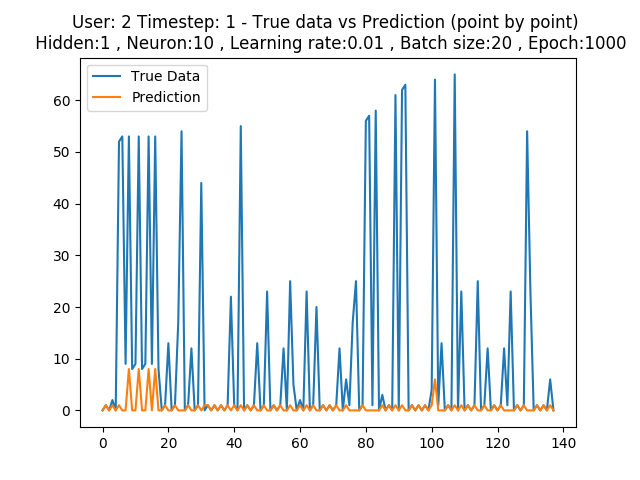 User: 2 Timestep: 1 - True data vs Prediction (point by point)
Hidden:1 , Neuron:10 , Learning rate:0.01 , Batch size:20 , Epoch:1000
True Data
Prediction
60
50
40
30
20
10
0
0 20 40 60 80 100 120 140